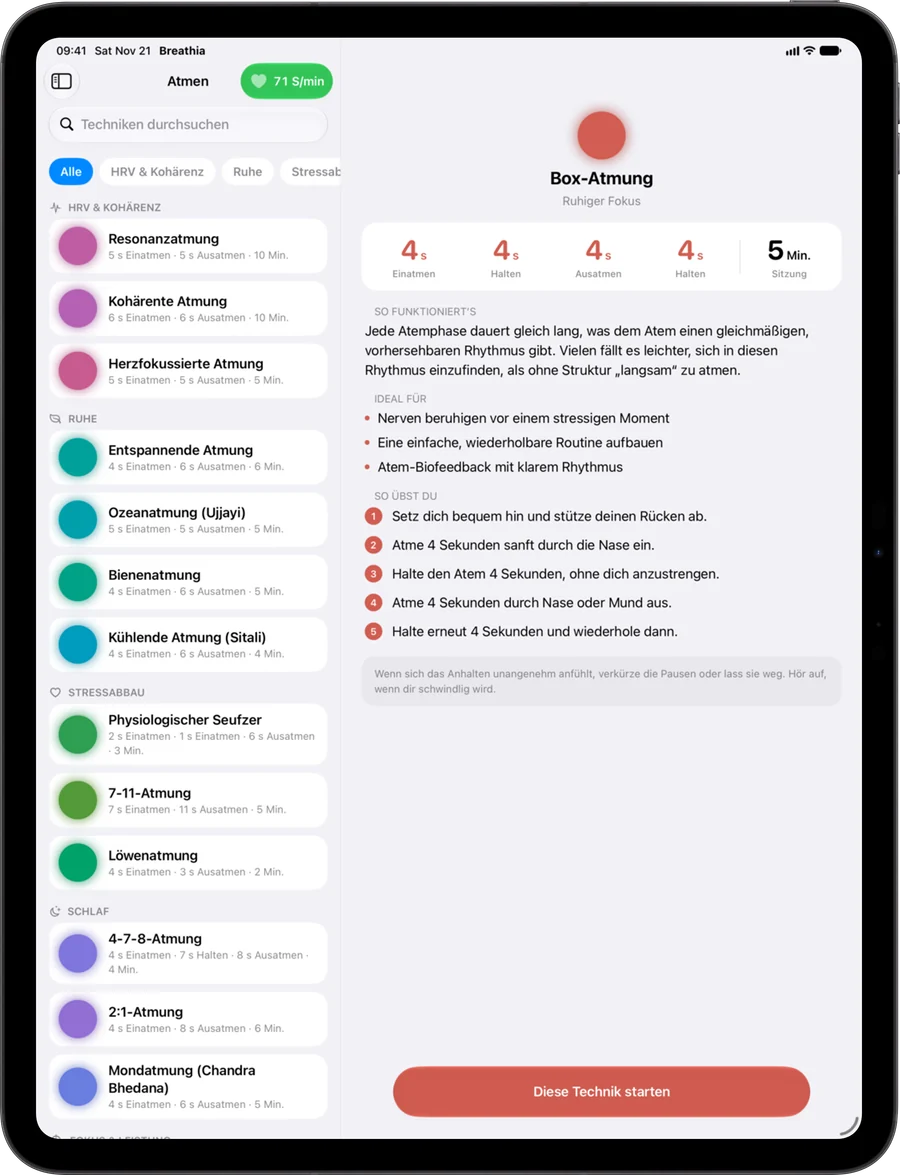 09:41 Sat Nov 21 Breathia
Atmen
71 S/min
Techniken durchsuchen
Alle
HRV & Kohärenz
Ruhe
Stressab
HRV & KOHÄRENZ
Resonanzatmung
5 s Einatmen · 5 s Ausatmen · 10 Min.
Kohärente Atmung
6 s Einatmen · 6 s Ausatmen · 10 Min.
Herzfokussierte Atmung
5 s Einatmen · 5 s Ausatmen · 5 Min.
RUHE
Entspannende Atmung
4 s Einatmen · 6 s Ausatmen · 6 Min.
Ozeanatmung (Ujjayi)
5 s Einatmen · 5 s Ausatmen · 5 Min.
Bienenatmung
4 s Einatmen · 6 s Ausatmen · 5 Min.
Kühlende Atmung (Sitali)
4 s Einatmen · 6 s Ausatmen · 4 Min.
STRESSABBAU
Physiologischer Seufzer
2 s Einatmen · 1 s Einatmen · 6 s Ausatmen
· 3 Min.
7-11-Atmung
7 s Einatmen · 11 s Ausatmen · 5 Min.
Löwenatmung
4 s Einatmen · 3 s Ausatmen · 2 Min.
SCHLAF
4-7-8-Atmung
4 s Einatmen · 7 s Halten · 8 s Ausatmen ·
4 Min.
2:1-Atmung
4 s Einatmen · 8 s Ausatmen · 6 Min.
Mondatmung (Chandra
Bhedana)
4 s Einatmen · 6 s Ausatmen · 5 Min.
FOKUS & LEISTUNG
Box-Atmung
Ruhiger Fokus
4 s
Einatmen
4 s
Halten
4 s
Ausatmen
4 s
Halten
5 Min.
Sitzung
SO FUNKTIONIERT'S
Jede Atemphase dauert gleich lang, was dem Atem einen gleichmäßigen,
vorhersehbaren Rhythmus gibt. Vielen fällt es leichter, sich in diesen
Rhythmus einzufinden, als ohne Struktur „langsam“ zu atmen.
IDEAL FÜR
• Nerven beruhigen vor einem stressigen Moment
• Eine einfache, wiederholbare Routine aufbauen
• Atem-Biofeedback mit klarem Rhythmus
SO ÜBST DU
1 Setz dich bequem hin und stütze deinen Rücken ab.
2 Atme 4 Sekunden sanft durch die Nase ein.
3 Halte den Atem 4 Sekunden, ohne dich anzustrengen.
4 Atme 4 Sekunden durch Nase oder Mund aus.
5 Halte erneut 4 Sekunden und wiederhole dann.
Wenn sich das Anhalten unangenehm anfühlt, verkürze die Pausen oder lass sie weg. Hör auf,
wenn dir schwindlig wird.
Diese Technik starten